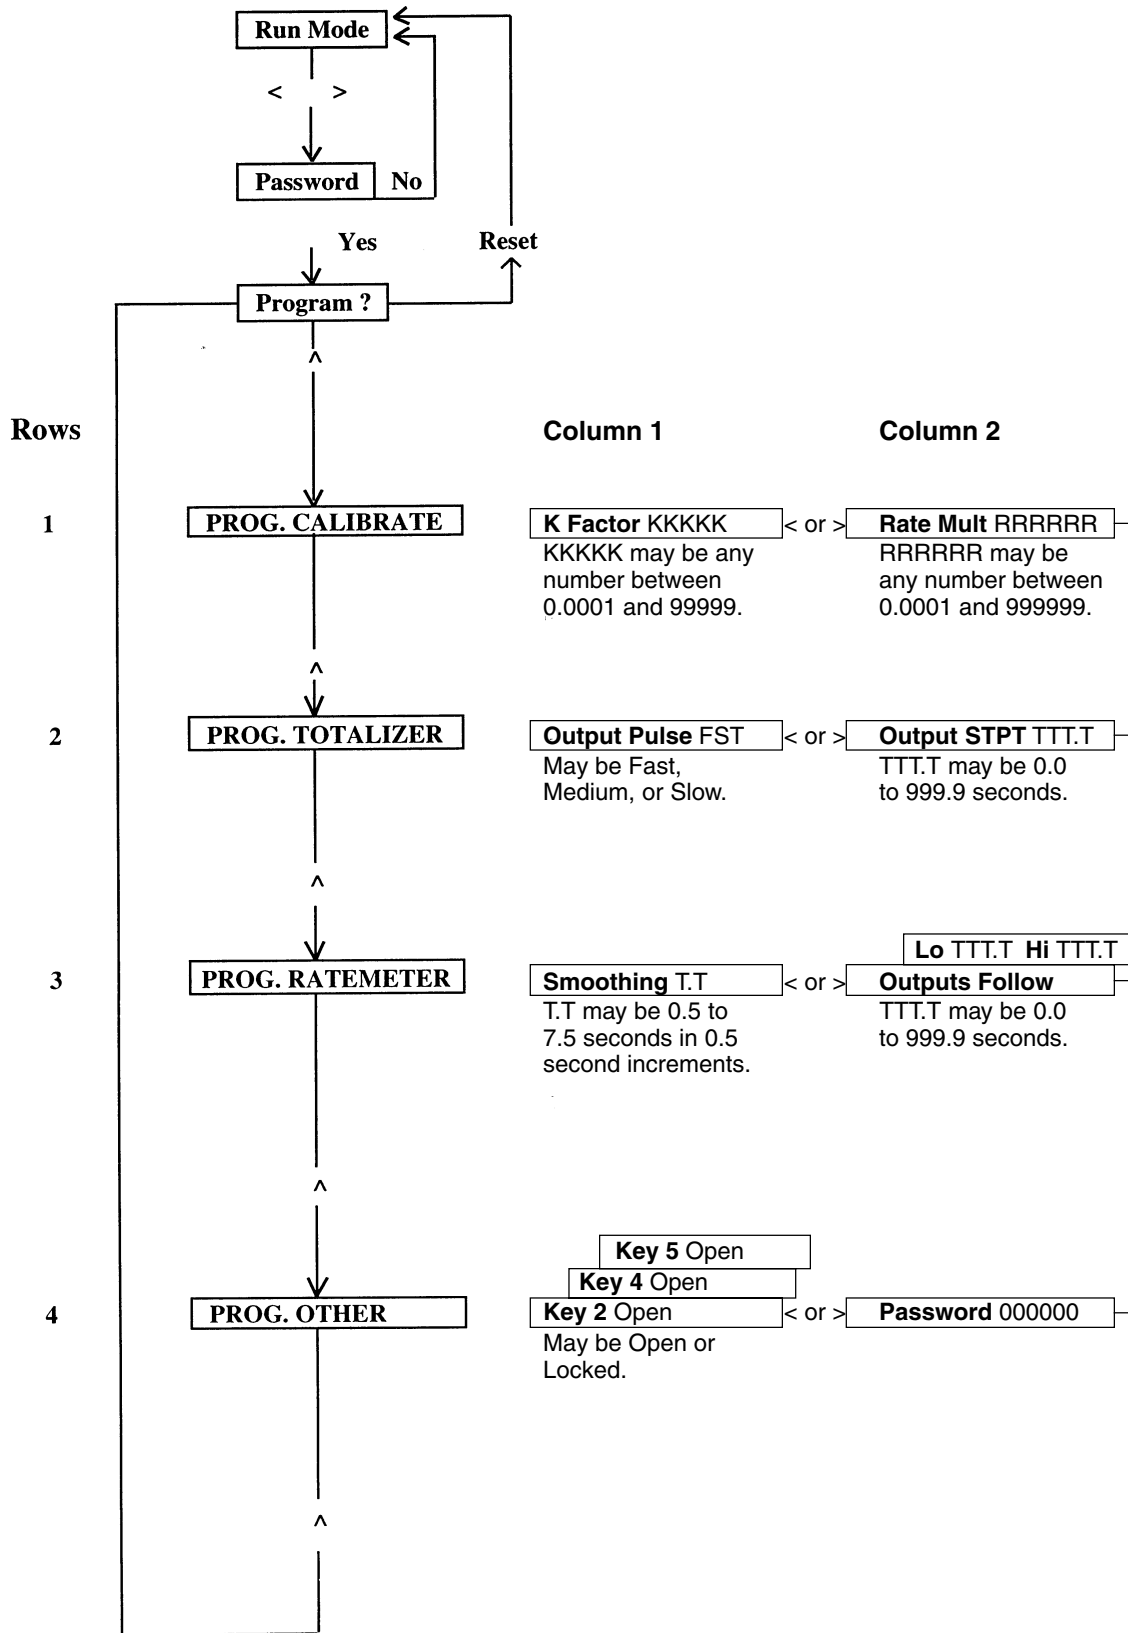 Run Mode
< >
Password No
Yes Reset
Program ?
^
Rows Column 1 Column 2
1 PROG. CALIBRATE K Factor KKKKK < or > Rate Mult RRRRRR
KKKKK may be any RRRRRR may be
number between any number between
0.0001 and 99999. 0.0001 and 999999.
^
2 PROG. TOTALIZER Output Pulse FST < or > Output STPT TTT.T
May be Fast, TTT.T may be 0.0
Medium, or Slow. to 999.9 seconds.
^
Lo TTT.T Hi TTT.T
3 PROG. RATEMETER Smoothing T.T < or > Outputs Follow
T.T may be 0.5 to TTT.T may be 0.0
7.5 seconds in 0.5 to 999.9 seconds.
second increments.
^
Key 5 Open
Key 4 Open
4 PROG. OTHER Key 2 Open < or > Password 000000
May be Open or
Locked.
^